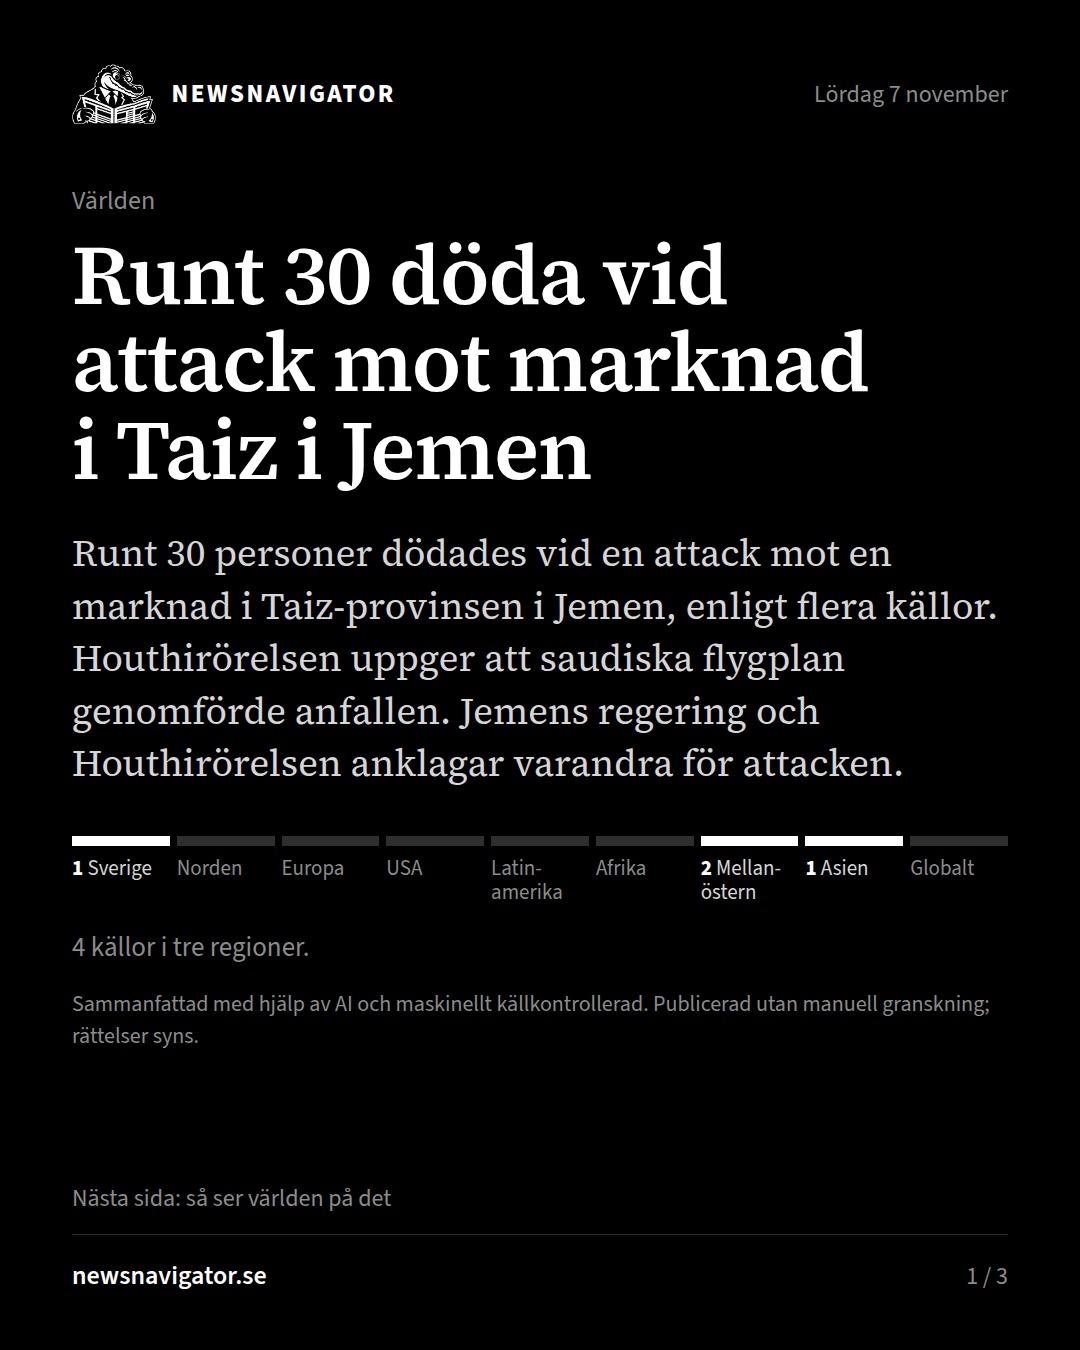 NEWSNAVIGATOR
Lördag 7 november
Världen
Runt 30 döda vid
attack mot marknad
i Taiz i Jemen
Runt 30 personer dödades vid en attack mot en
marknad i Taiz-provinsen i Jemen, enligt flera källor.
Houthirörelsen uppger att saudiska flygplan
genomförde anfallen. Jemens regering och
Houthirörelsen anklagar varandra för attacken.
1 Sverige
Norden
Europa
USA
Latin-
amerika
Afrika
2 Mellan-
östern
1 Asien
Globalt
4 källor i tre regioner.
Sammanfattad med hjälp av AI och maskinellt källkontrollerad. Publicerad utan manuell granskning;
rättelser syns.
Nästa sida: så ser världen på det
newsnavigator.se
1 / 3